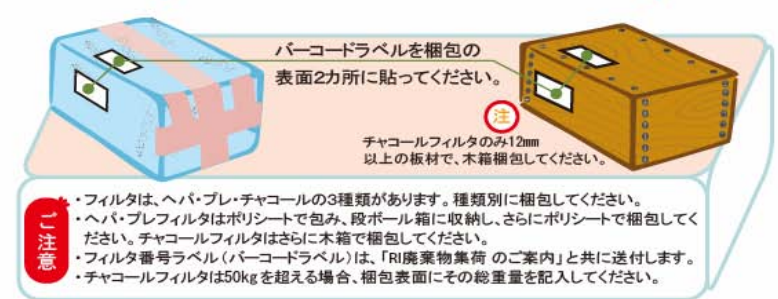 バーコードラベルを梱包の
表面2カ所に貼ってください。
注
チャコールフィルタのみ12mm
以上の板材で、木箱梱包してください。
ご注意
・フィルタは、ヘパ・プレ・チャコールの3種類があります。種類別に梱包してください。
・ヘパ・プレフィルタはポリシートで包み、段ボール箱に収納し、さらにポリシートで梱包してく
ださい。チャコールフィルタはさらに木箱で梱包してください。
・フィルタ番号ラベル(バーコードラベル)は、「RI廃棄物集荷 のご案内」と共に送付します。
・チャコールフィルタは50kgを超える場合、梱包表面にその総重量を記入してください。